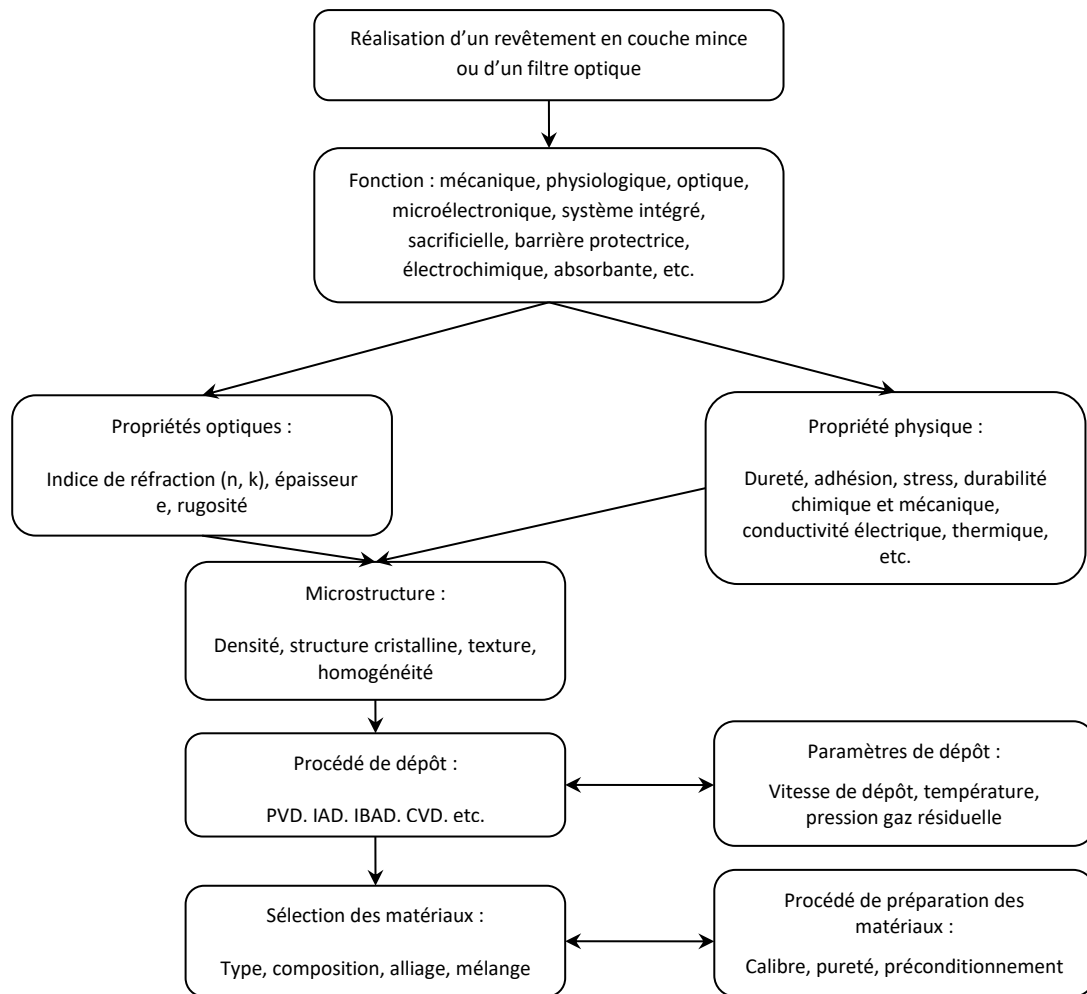 Réalisation d’un revêtement en couche mince
ou d’un filtre optique
Fonction : mécanique, physiologique, optique,
microélectronique, système intégré,
sacrificielle, barrière protectrice,
électrochimique, absorbante, etc.
Propriétés optiques :
Indice de réfraction (n, k), épaisseur
e, rugosité
Propriété physique :
Dureté, adhésion, stress, durabilité
chimique et mécanique,
conductivité électrique, thermique,
etc.
Microstructure :
Densité, structure cristalline, texture,
homogénéité
Procédé de dépôt :
PVD. IAD. IBAD. CVD. etc.
Paramètres de dépôt :
Vitesse de dépôt, température,
pression gaz résiduelle
Sélection des matériaux :
Type, composition, alliage, mélange
Procédé de préparation des
matériaux :
Calibre, pureté, préconditionnement